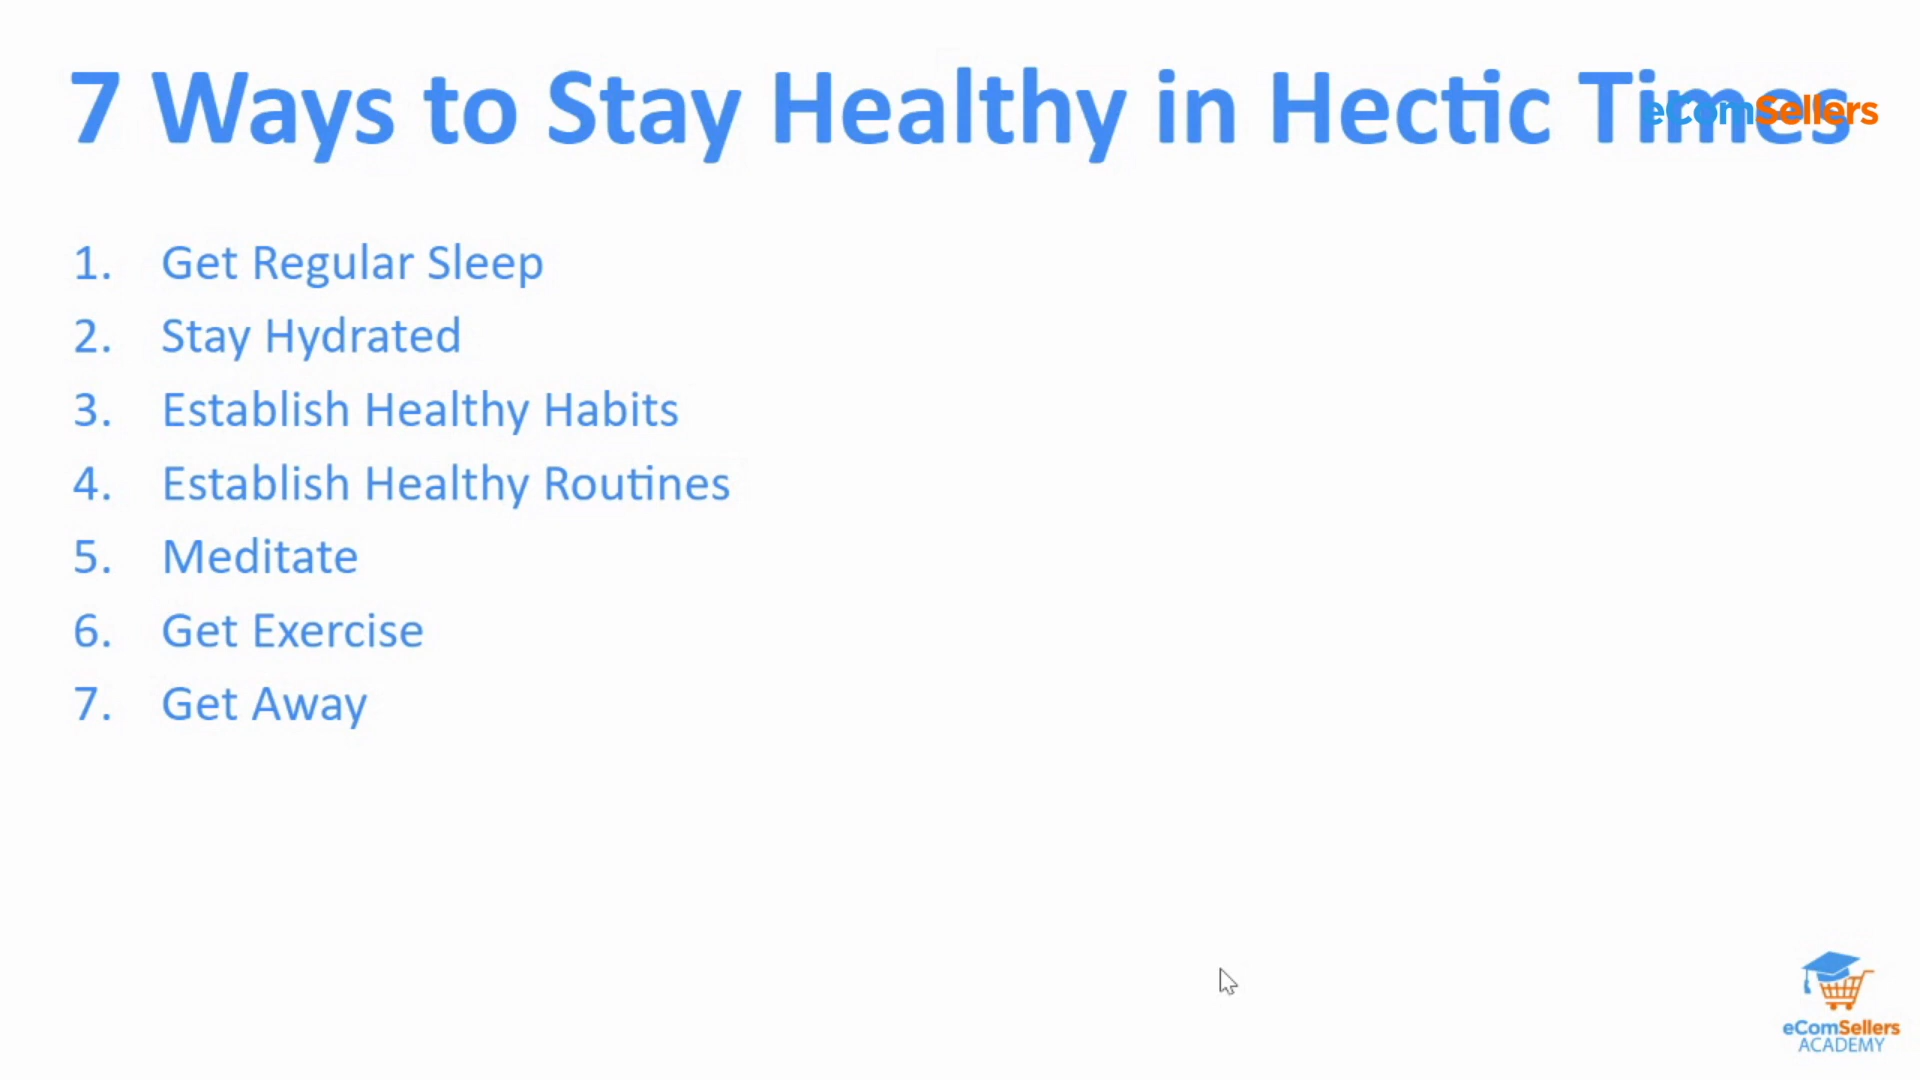 7 Ways to Stay Healthy in Hectic Times
eComSellers
1. Get Regular Sleep
2. Stay Hydrated
3. Establish Healthy Habits
4. Establish Healthy Routines
5. Meditate
6. Get Exercise
7. Get Away
eComSellers
ACADEMY